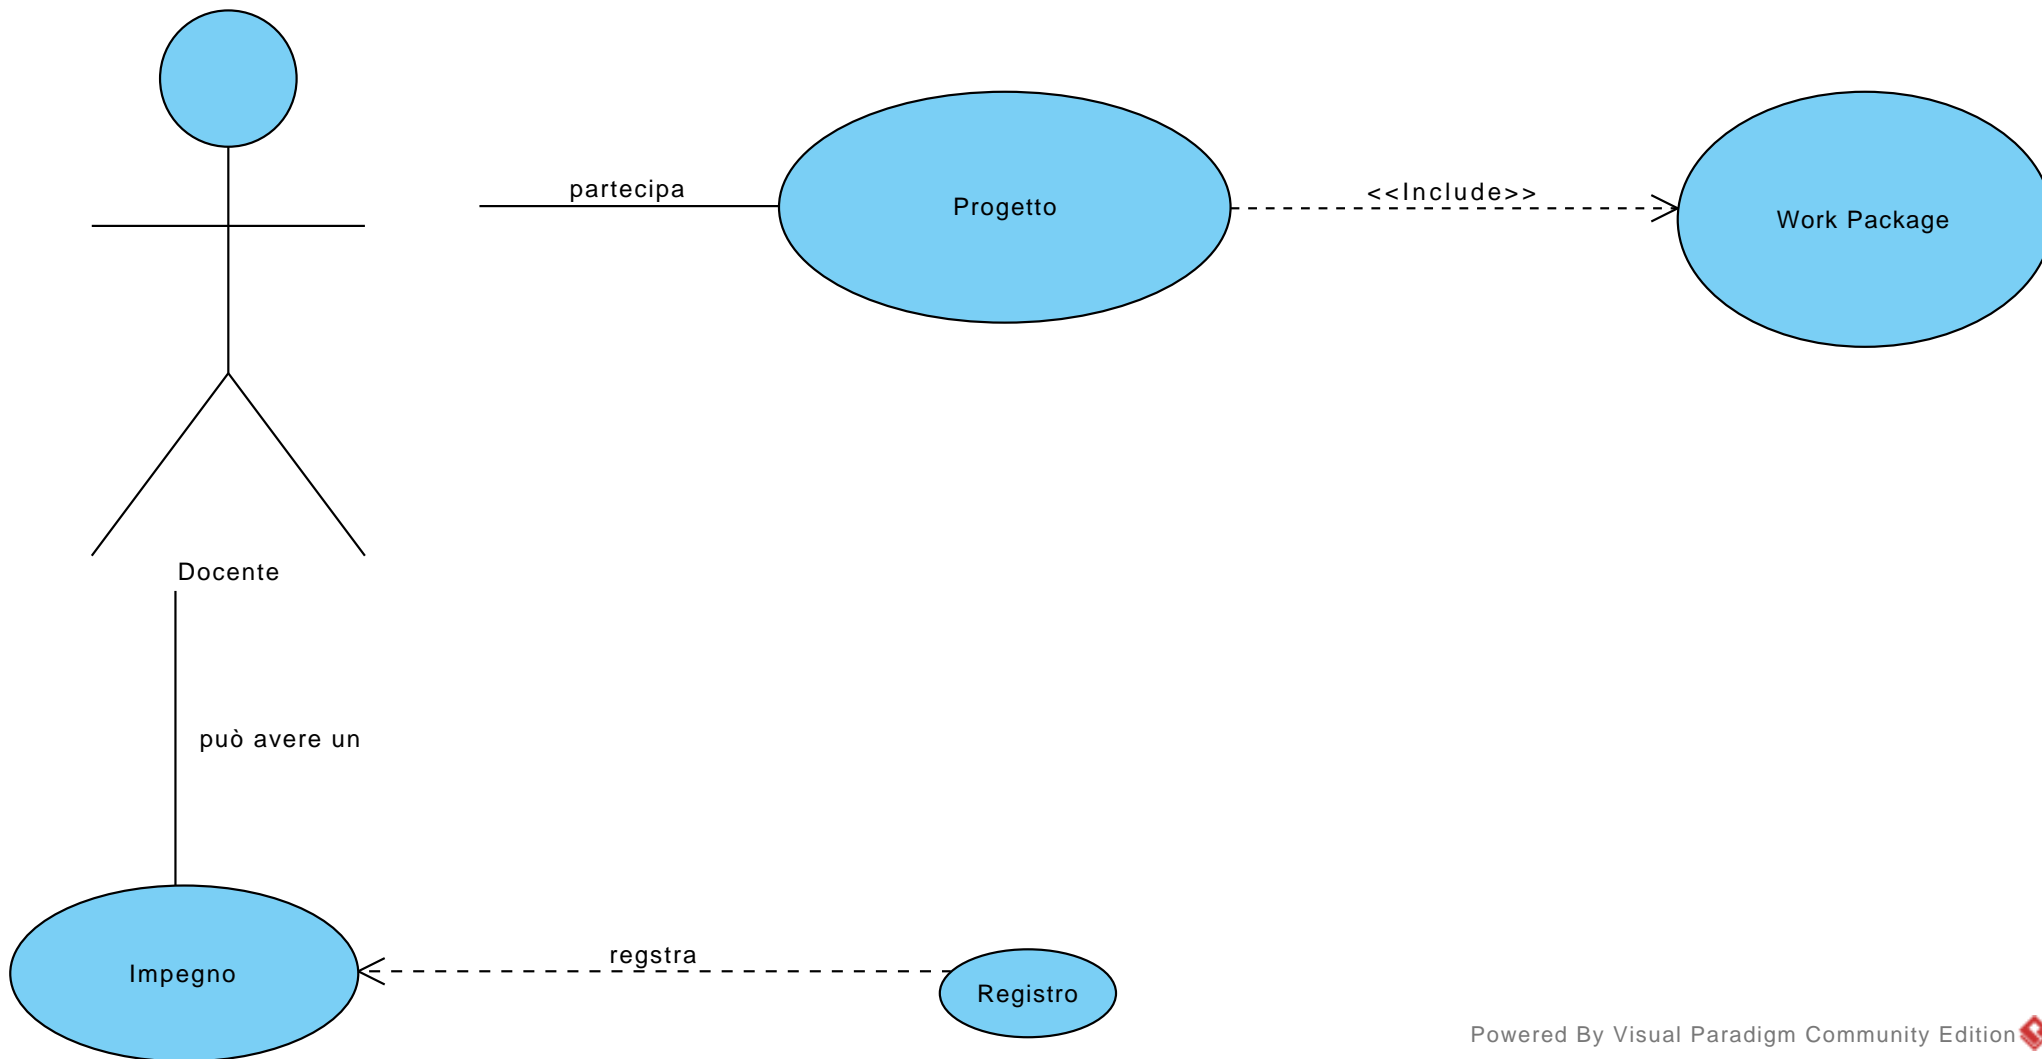 partecipa
Progetto
<<Include>>
Work Package
Docente
può avere un
Impegno
regstra
Registro
Powered By Visual Paradigm Community Edition